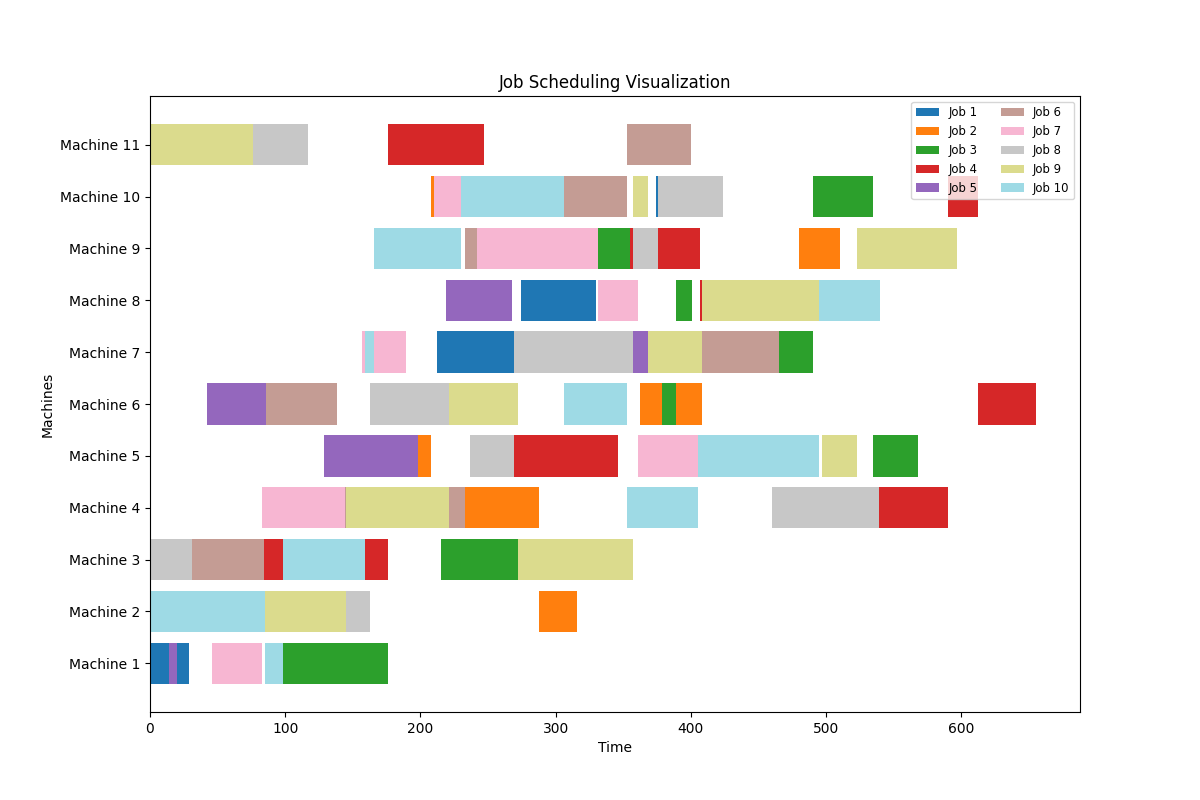 Job Scheduling Visualization
Machine 11
Machine 10
Machine 9
Machine 8
Machine 7
Machine 6
Machine 5
Machine 4
Machine 3
Machine 2
Machine 1
Machines
0 100 200 300 400 500 600
Time
Job 1 Job 6
Job 2 Job 7
Job 3 Job 8
Job 4 Job 9
Job 5 Job 10